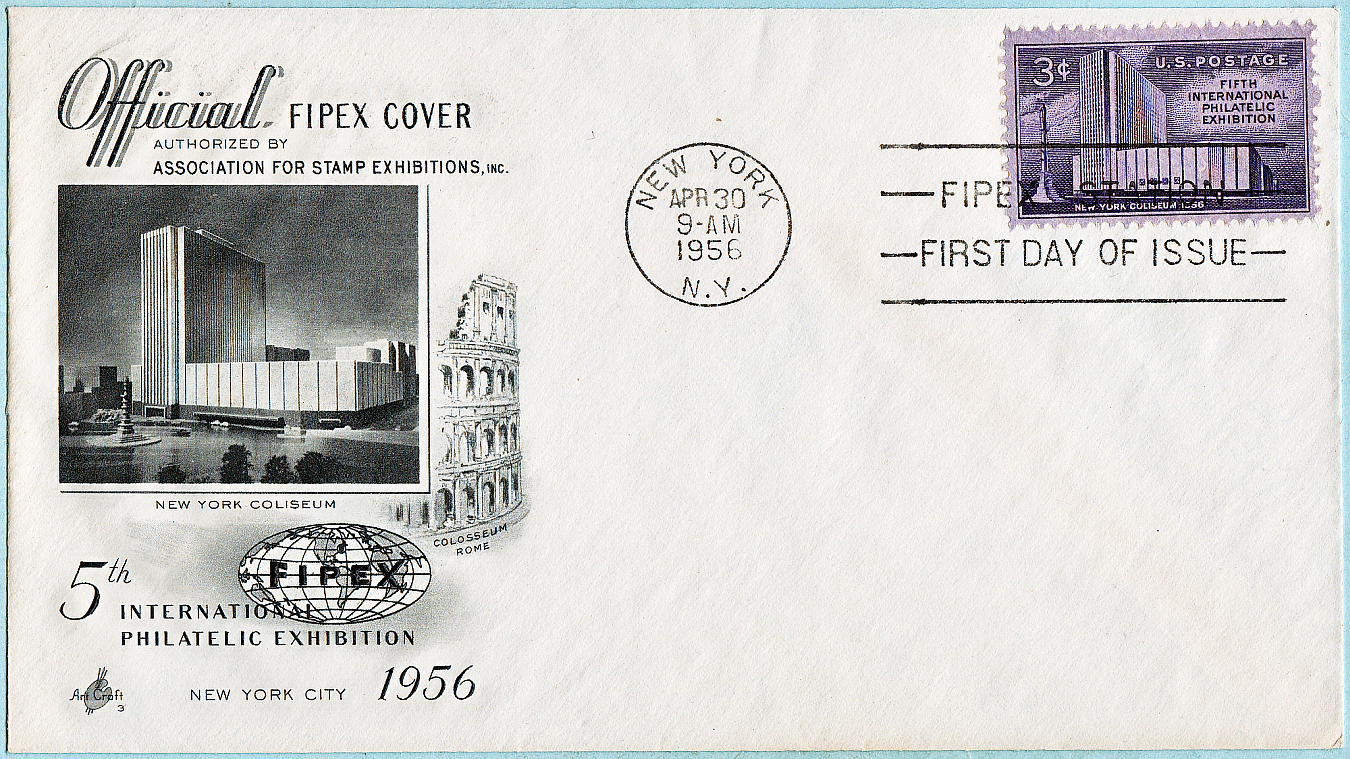 Official FIPEX COVER
AUTHORIZED BY
ASSOCIATION FOR STAMP EXHIBITIONS, INC.
NEW YORK COLISEUM
COLOSSEUM
ROME
FIPEX
5th
INTERNATIONAL
PHILATELIC EXHIBITION
Art Craft
3
NEW YORK CITY 1956
NEW YORK
APR 30
9-AM
1956
N.Y.
3¢
U.S. POSTAGE
FIFTH
INTERNATIONAL
PHILATELIC
EXHIBITION
NEW YORK COLISEUM 1956
FIPEX STATION
FIRST DAY OF ISSUE